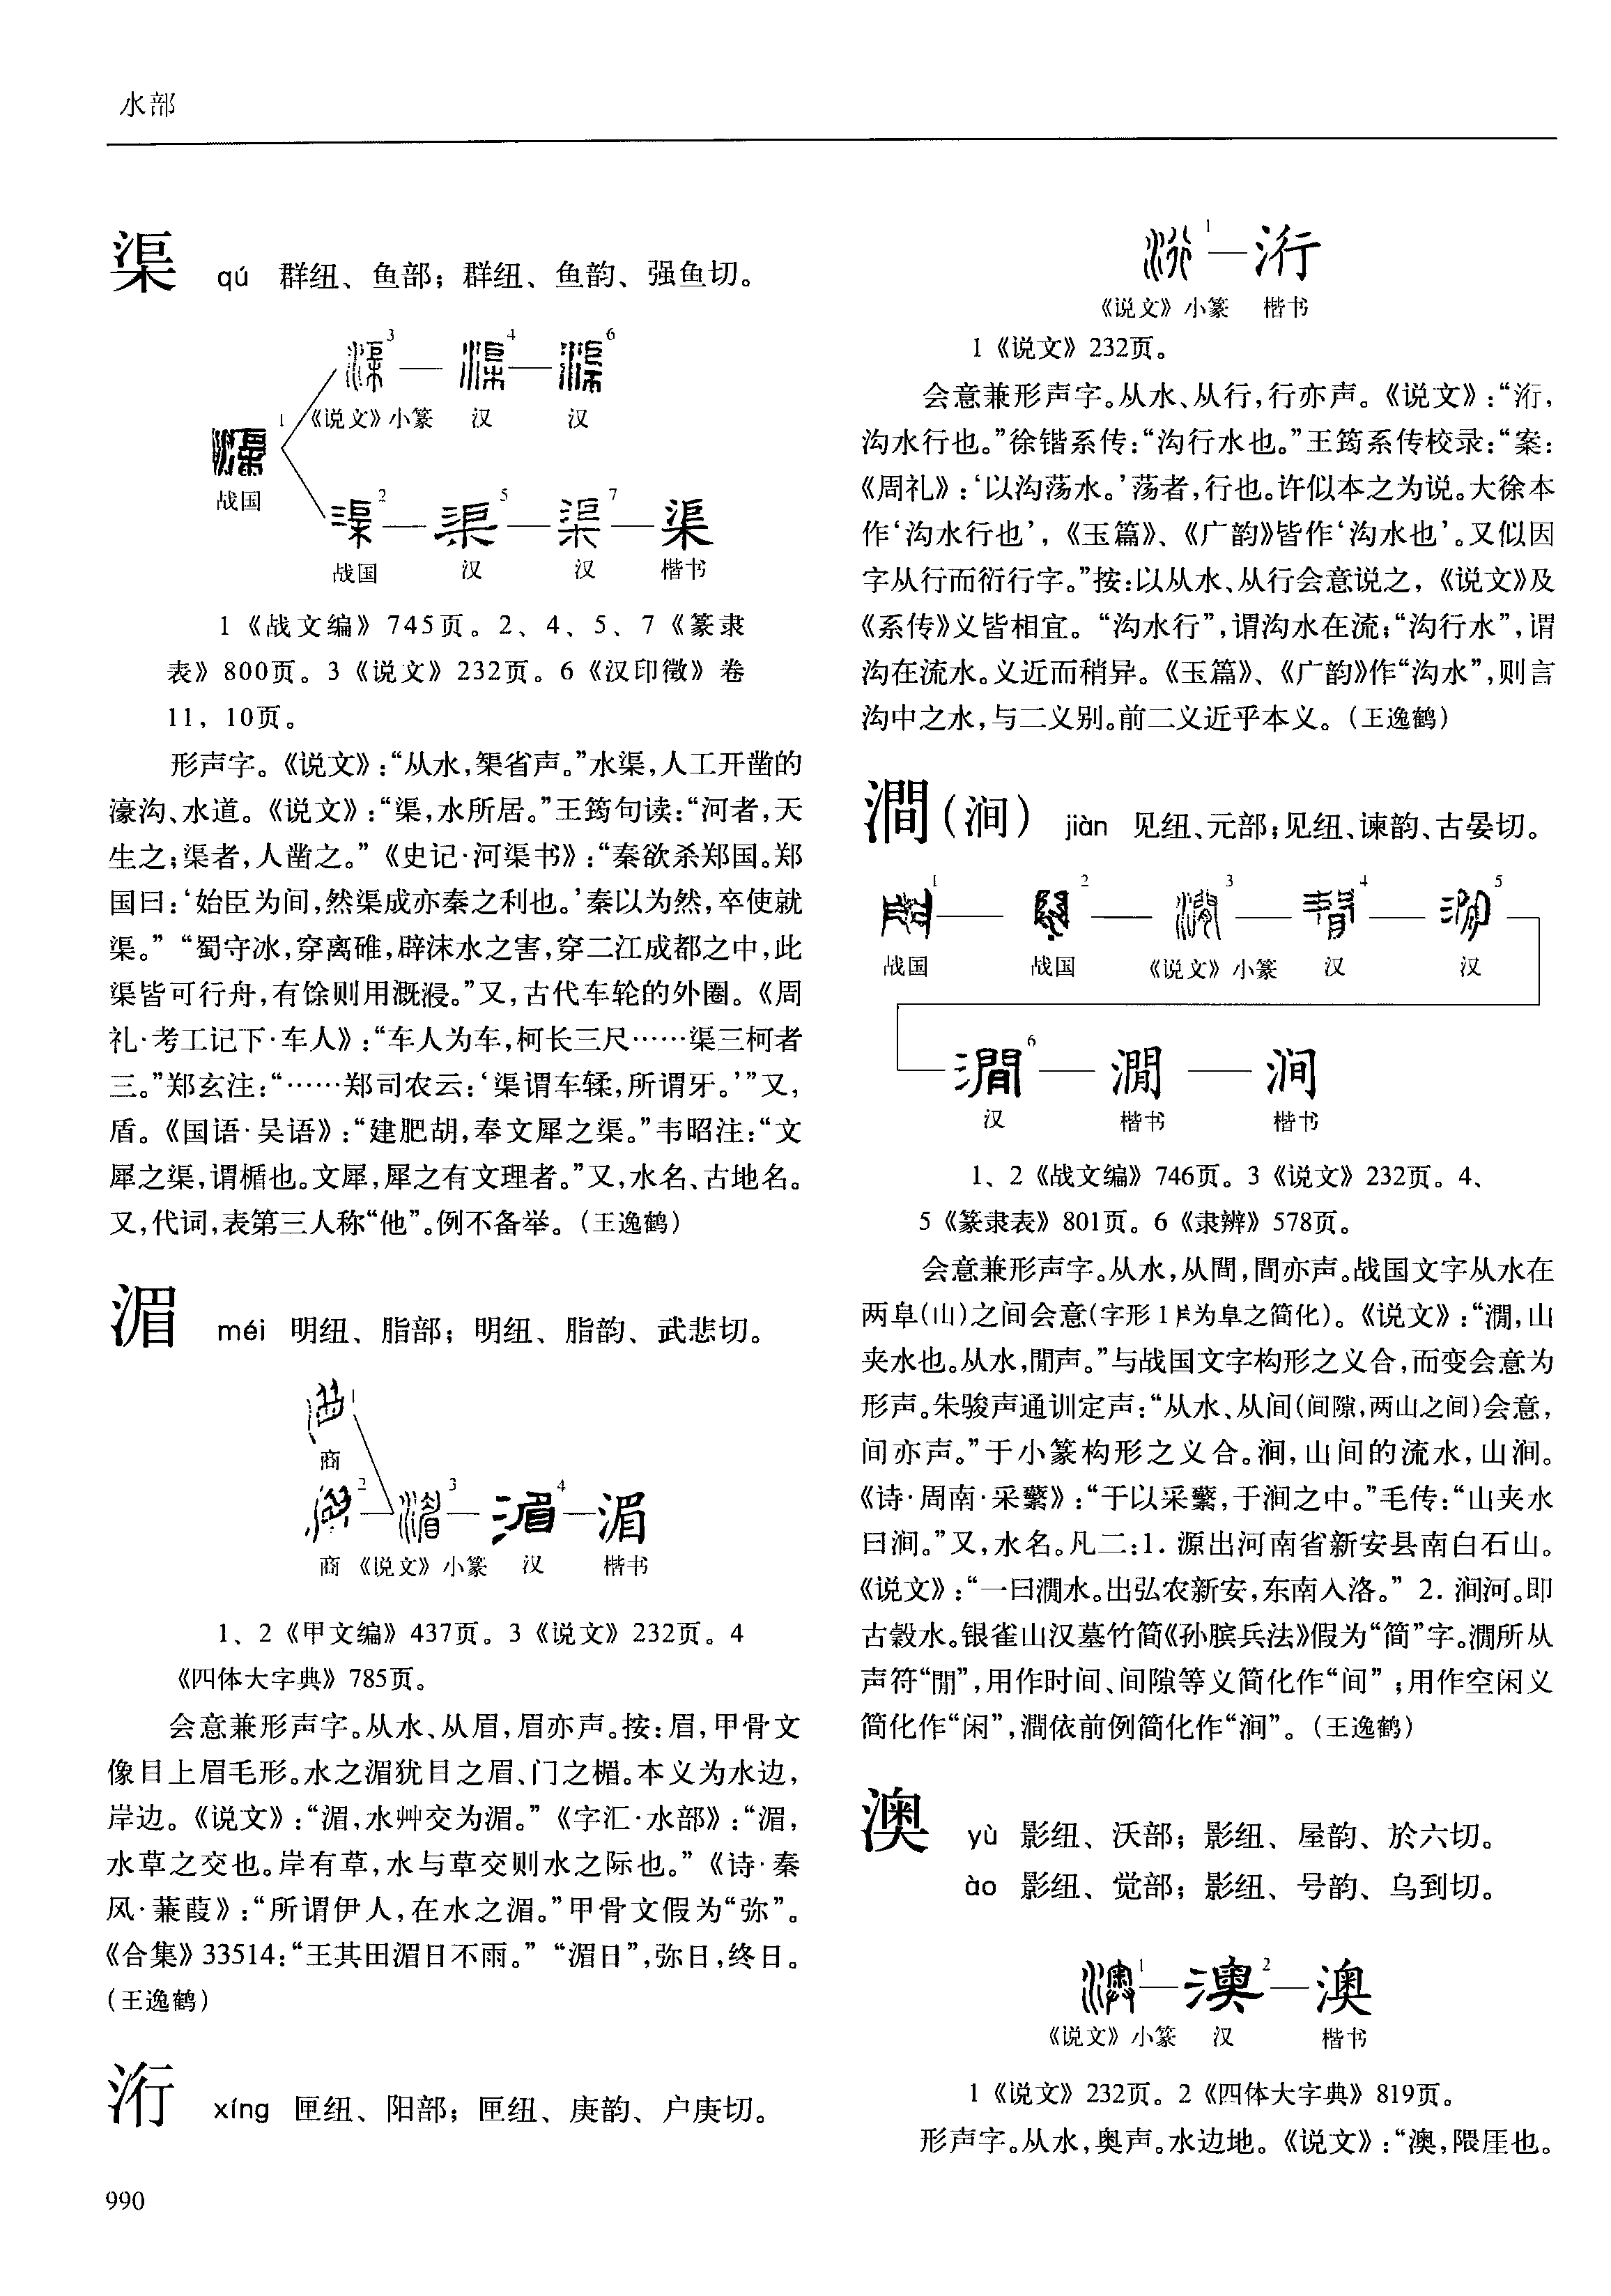 水部
渠 qú 群纽、鱼部；群纽、鱼韵、强鱼切。
3 4 6
1 《说文》小篆 汉 汉
战国
2 5 7 渠
战国 汉 汉 楷书
1《战文编》745页。2、4、5、7《篆隶
表》800页。3《说文》232页。6《汉印徵》卷
11，10页。
形声字。《说文》：“从水，榘省声。”水渠，人工开凿的
濠沟、水道。《说文》：“渠，水所居。”王筠句读：“河者，天
生之；渠者，人凿之。”《史记·河渠书》：“秦欲杀郑国。郑
国曰：‘始臣为间，然渠成亦秦之利也。’秦以为然，卒使就
渠。”“蜀守冰，穿离碓，辟沫水之害，穿二江成都之中，此
渠皆可行舟，有馀则用溉浸。”又，古代车轮的外圈。《周
礼·考工记下·车人》：“车人为车，柯长三尺……渠三柯者
三。”郑玄注：“……郑司农云：‘渠谓车輮，所谓牙。’”又，
盾。《国语·吴语》：“建肥胡，奉文犀之渠。”韦昭注：“文
犀之渠，谓楯也。文犀，犀之有文理者。”又，水名、古地名。
又，代词，表第三人称“他”。例不备举。（王逸鹤）
湄 méi 明纽、脂部；明纽、脂韵、武悲切。
1
商
2 3 4 湄
商 《说文》小篆 汉 楷书
1、2《甲文编》437页。3《说文》232页。4
《四体大字典》785页。
会意兼形声字。从水、从眉，眉亦声。按：眉，甲骨文
像目上眉毛形。水之湄犹目之眉、门之楣。本义为水边，
岸边。《说文》：“湄，水艸交为湄。”《字汇·水部》：“湄，
水草之交也。岸有草，水与草交则水之际也。”《诗·秦
风·蒹葭》：“所谓伊人，在水之湄。”甲骨文假为“弥”。
《合集》33514：“王其田湄日不雨。”“湄日”，弥日，终日。
（王逸鹤）
洐 xíng 匣纽、阳部；匣纽、庚韵、户庚切。
990
1 洐
《说文》小篆 楷书
1《说文》232页。
会意兼形声字。从水、从行，行亦声。《说文》：“洐，
沟水行也。”徐锴系传：“沟行水也。”王筠系传校录：“案：
《周礼》：‘以沟荡水。’荡者，行也。许似本之为说。大徐本
作‘沟水行也’，《玉篇》、《广韵》皆作‘沟水也’。又似因
字从行而衍行字。”按：以从水、从行会意说之，《说文》及
《系传》义皆相宜。“沟水行”，谓沟水在流；“沟行水”，谓
沟在流水。义近而稍异。《玉篇》、《广韵》作“沟水”，则言
沟中之水，与二义别。前二义近乎本义。（王逸鹤）
澗（涧） jiàn 见纽、元部；见纽、谏韵、古晏切。
1 2 3 4 5
战国 战国 《说文》小篆 汉 汉
6 澗 涧
汉 楷书 楷书
1、2《战文编》746页。3《说文》232页。4、
5《篆隶表》801页。6《隶辨》578页。
会意兼形声字。从水，从間，間亦声。战国文字从水在
两阜(山)之间会意(字形1为阜之简化)。《说文》：“澗，山
夹水也。从水，閒声。”与战国文字构形之义合，而变会意为
形声。朱骏声通训定声：“从水、从间(间隙，两山之间)会意，
间亦声。”于小篆构形之义合。涧，山间的流水，山涧。
《诗·周南·采蘩》：“于以采蘩，于涧之中。”毛传：“山夹水
曰涧。”又，水名。凡二：1. 源出河南省新安县南白石山。
《说文》：“一曰澗水。出弘农新安，东南入洛。”2. 涧河。即
古穀水。银雀山汉墓竹简《孙膑兵法》假为“简”字。澗所从
声符“閒”，用作时间、间隙等义简化作“间”；用作空闲义
简化作“闲”，澗依前例简化作“涧”。（王逸鹤）
澳 yù 影纽、沃部；影纽、屋韵、於六切。
ào 影纽、觉部；影纽、号韵、乌到切。
1 2 澳
《说文》小篆 汉 楷书
1《说文》232页。2《四体大字典》819页。
形声字。从水，奥声。水边地。《说文》：“澳，隈厓也。